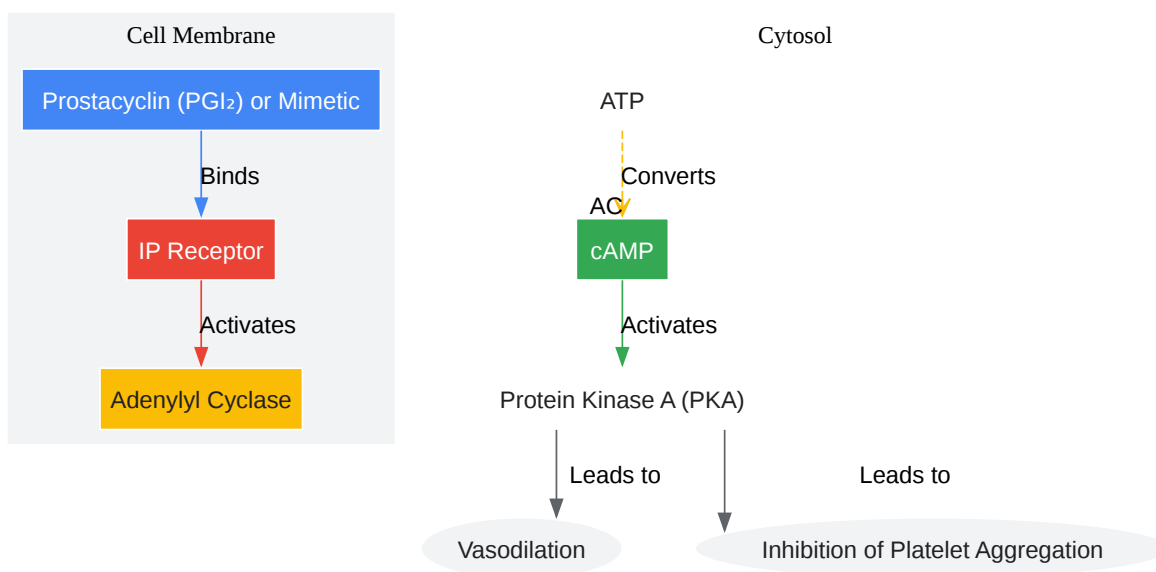 Cell Membrane
Prostacyclin (PGI₂) or Mimetic
Binds
IP Receptor
Activates
Adenylyl Cyclase
Cytosol
ATP
Converts
AC
cAMP
Activates
Protein Kinase A (PKA)
Leads to
Leads to
Vasodilation
Inhibition of Platelet Aggregation